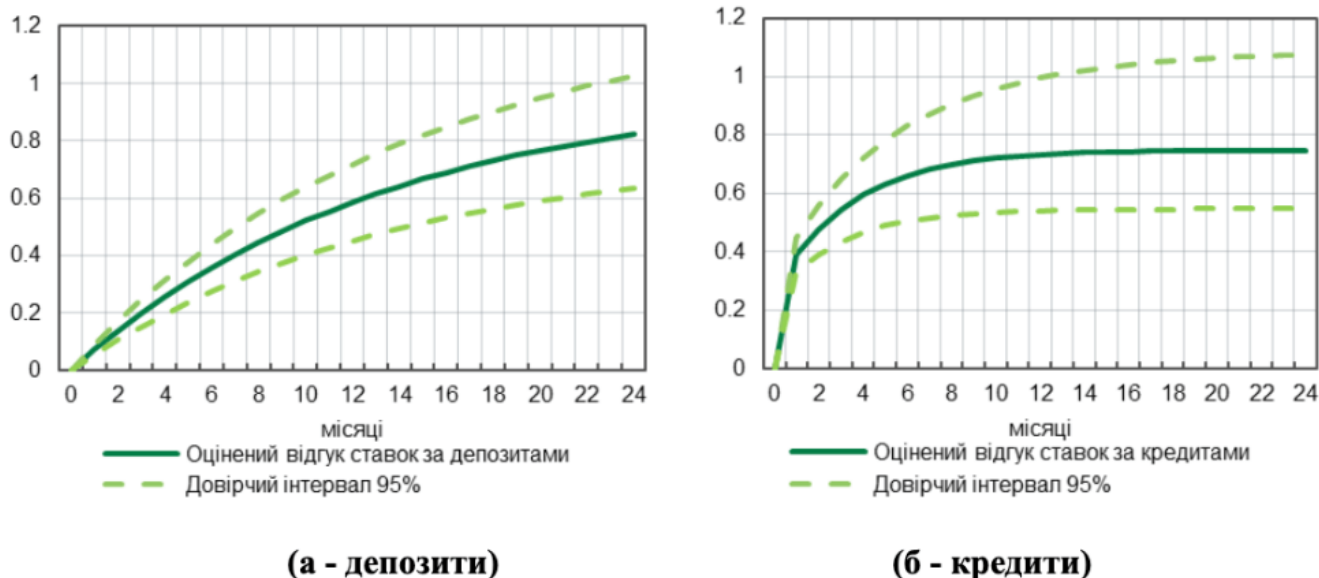 1.2
1
0.8
0.6
0.4
0.2
0
0 2 4 6 8 10 12 14 16 18 20 22 24
місяці
Оцінений відгук ставок за депозитами
Довірчий інтервал 95%
(а - депозити)
1.2
1
0.8
0.6
0.4
0.2
0
0 2 4 6 8 10 12 14 16 18 20 22 24
місяці
Оцінений відгук ставок за кредитами
Довірчий інтервал 95%
(б - кредити)